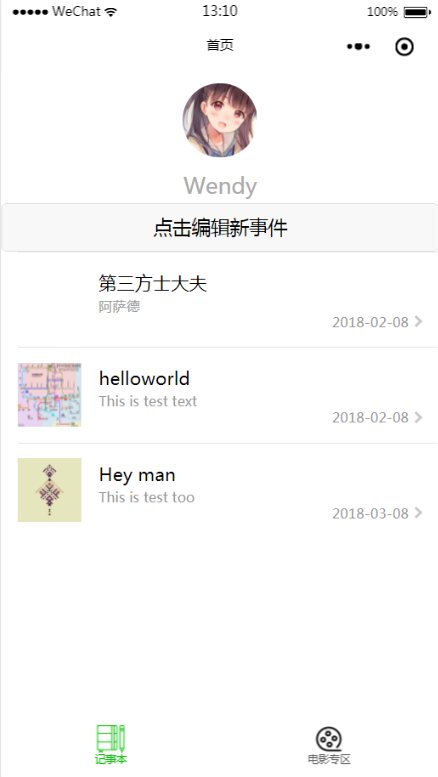 WeChat 13:10 100%
首页
Wendy
点击编辑新事件
第三方士大夫
阿萨德
2018-02-08
helloworld
This is test text
2018-02-08
Hey man
This is test too
2018-03-08
记事本 电影专区